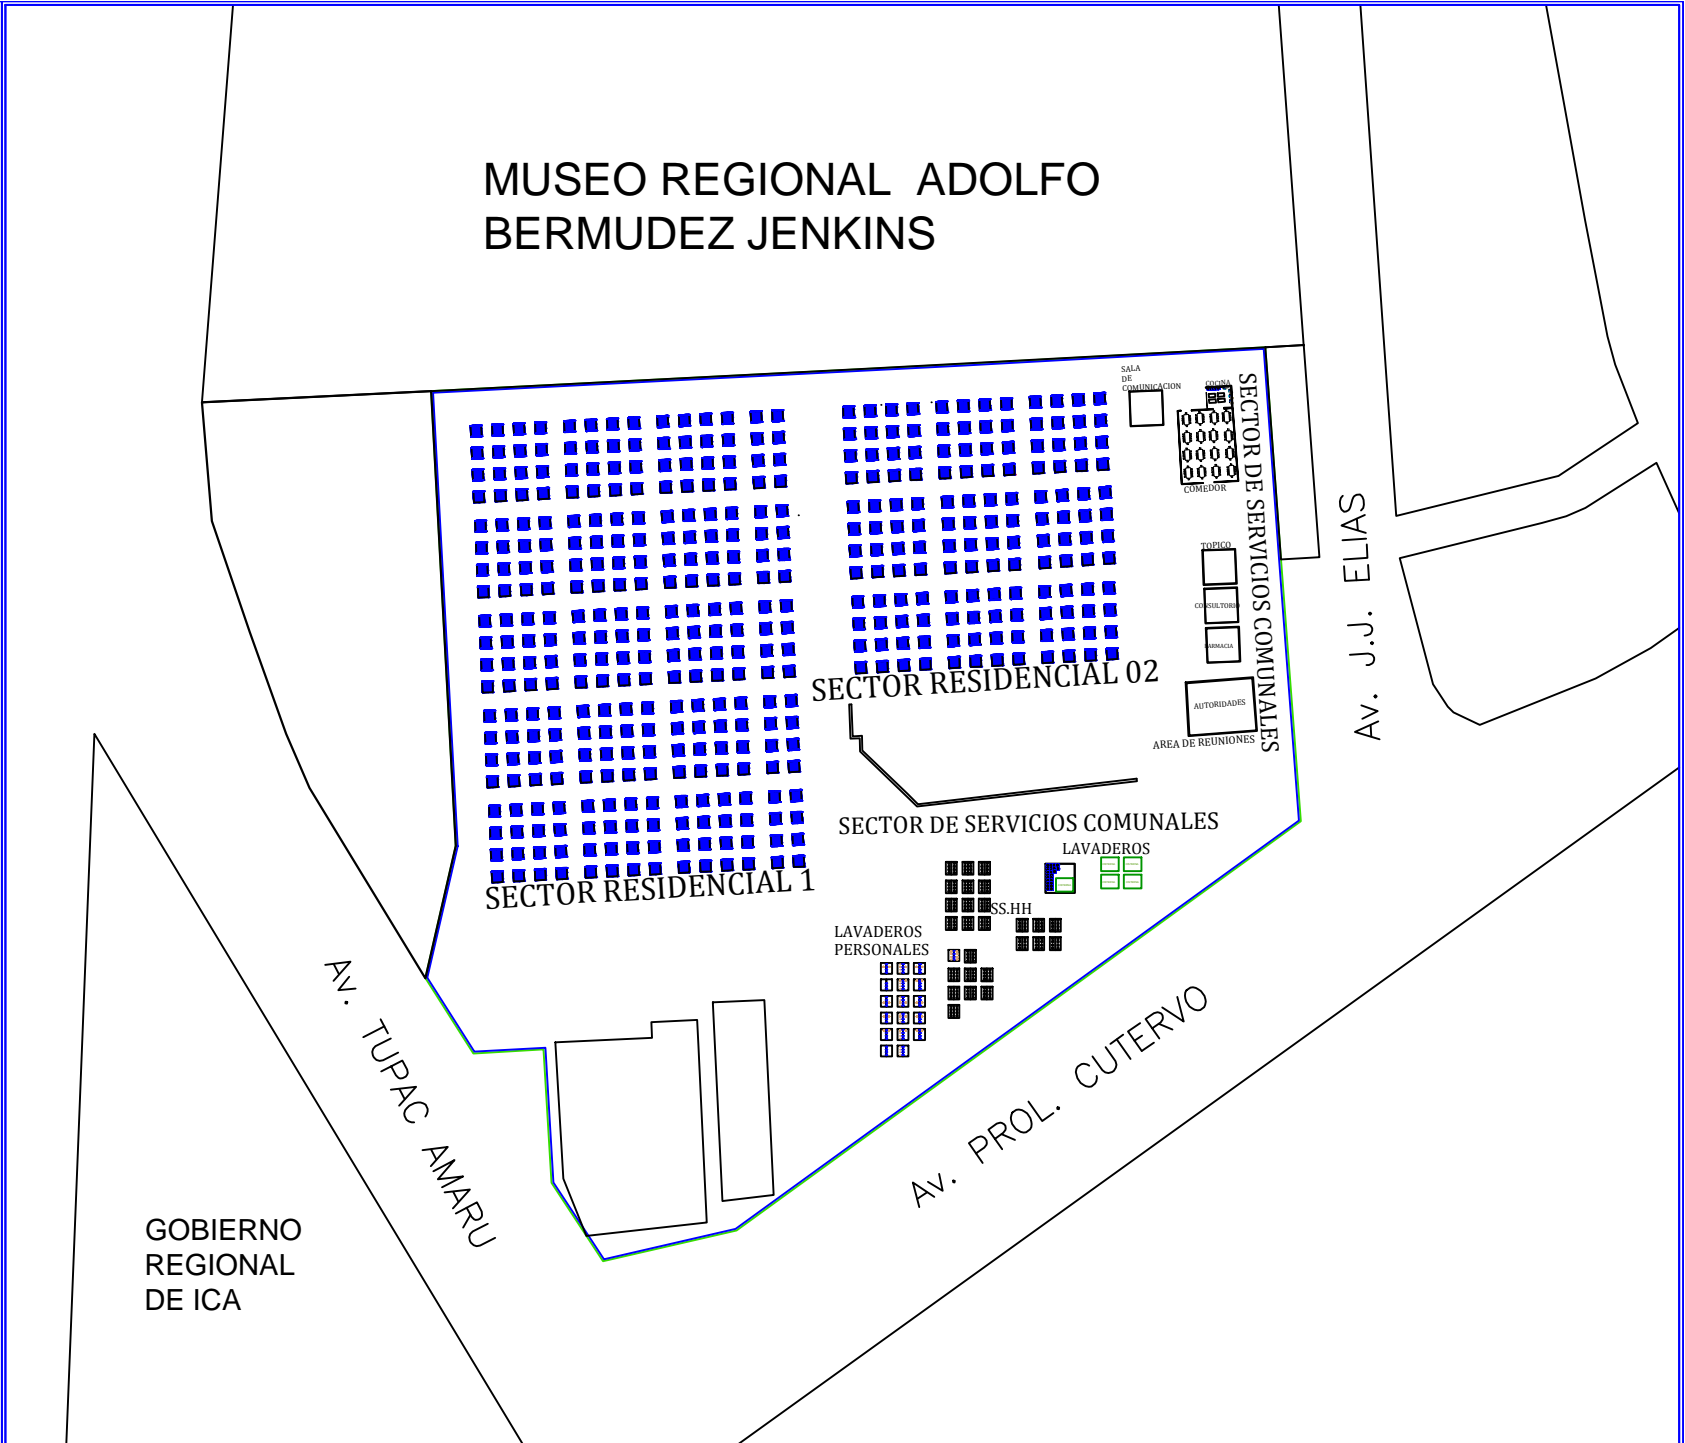 MUSEO REGIONAL ADOLFO
BERMUDEZ JENKINS
SALA
DE
COMUNICACION
COCINA
COMEDOR
SECTOR DE SERVICIOS COMUNALES
TOPICO
CONSULTORIO
FARMACIA
AUTORIDADES
AREA DE REUNIONES
SECTOR RESIDENCIAL 02
SECTOR RESIDENCIAL 1
SECTOR DE SERVICIOS COMUNALES
LAVADEROS
SS.HH
LAVADEROS
PERSONALES
Av. J.J. ELIAS
Av. TUPAC AMARU
Av. PROL. CUTERVO
GOBIERNO
REGIONAL
DE ICA